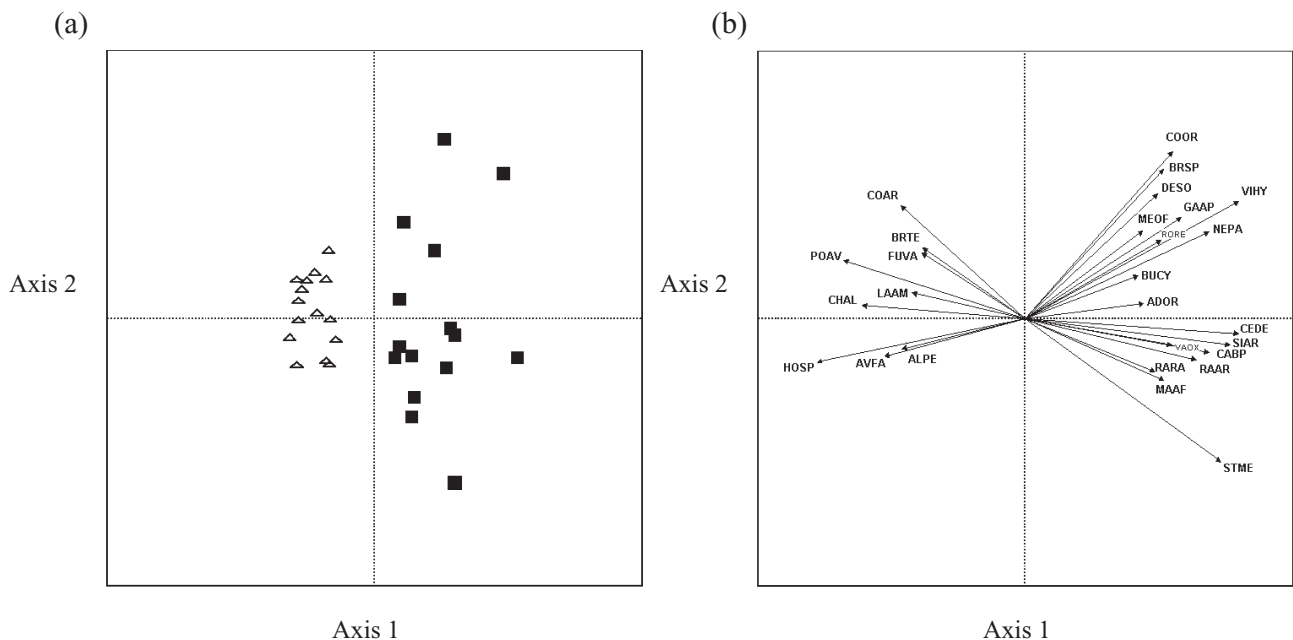 (a)
Axis 2
Axis 1
(b)
COOR
BRSP
DESO
VIHY
COAR
GAAP
MEOF
NEPA
RORE
BRTE
FUVA
POAV
BUCY
LAAM
CHAL
ADOR
CEDE
SIAR
VAOX
CABP
HOSP
AVFA
ALPE
RARA
RAAR
MAAF
STME
Axis 2
Axis 1